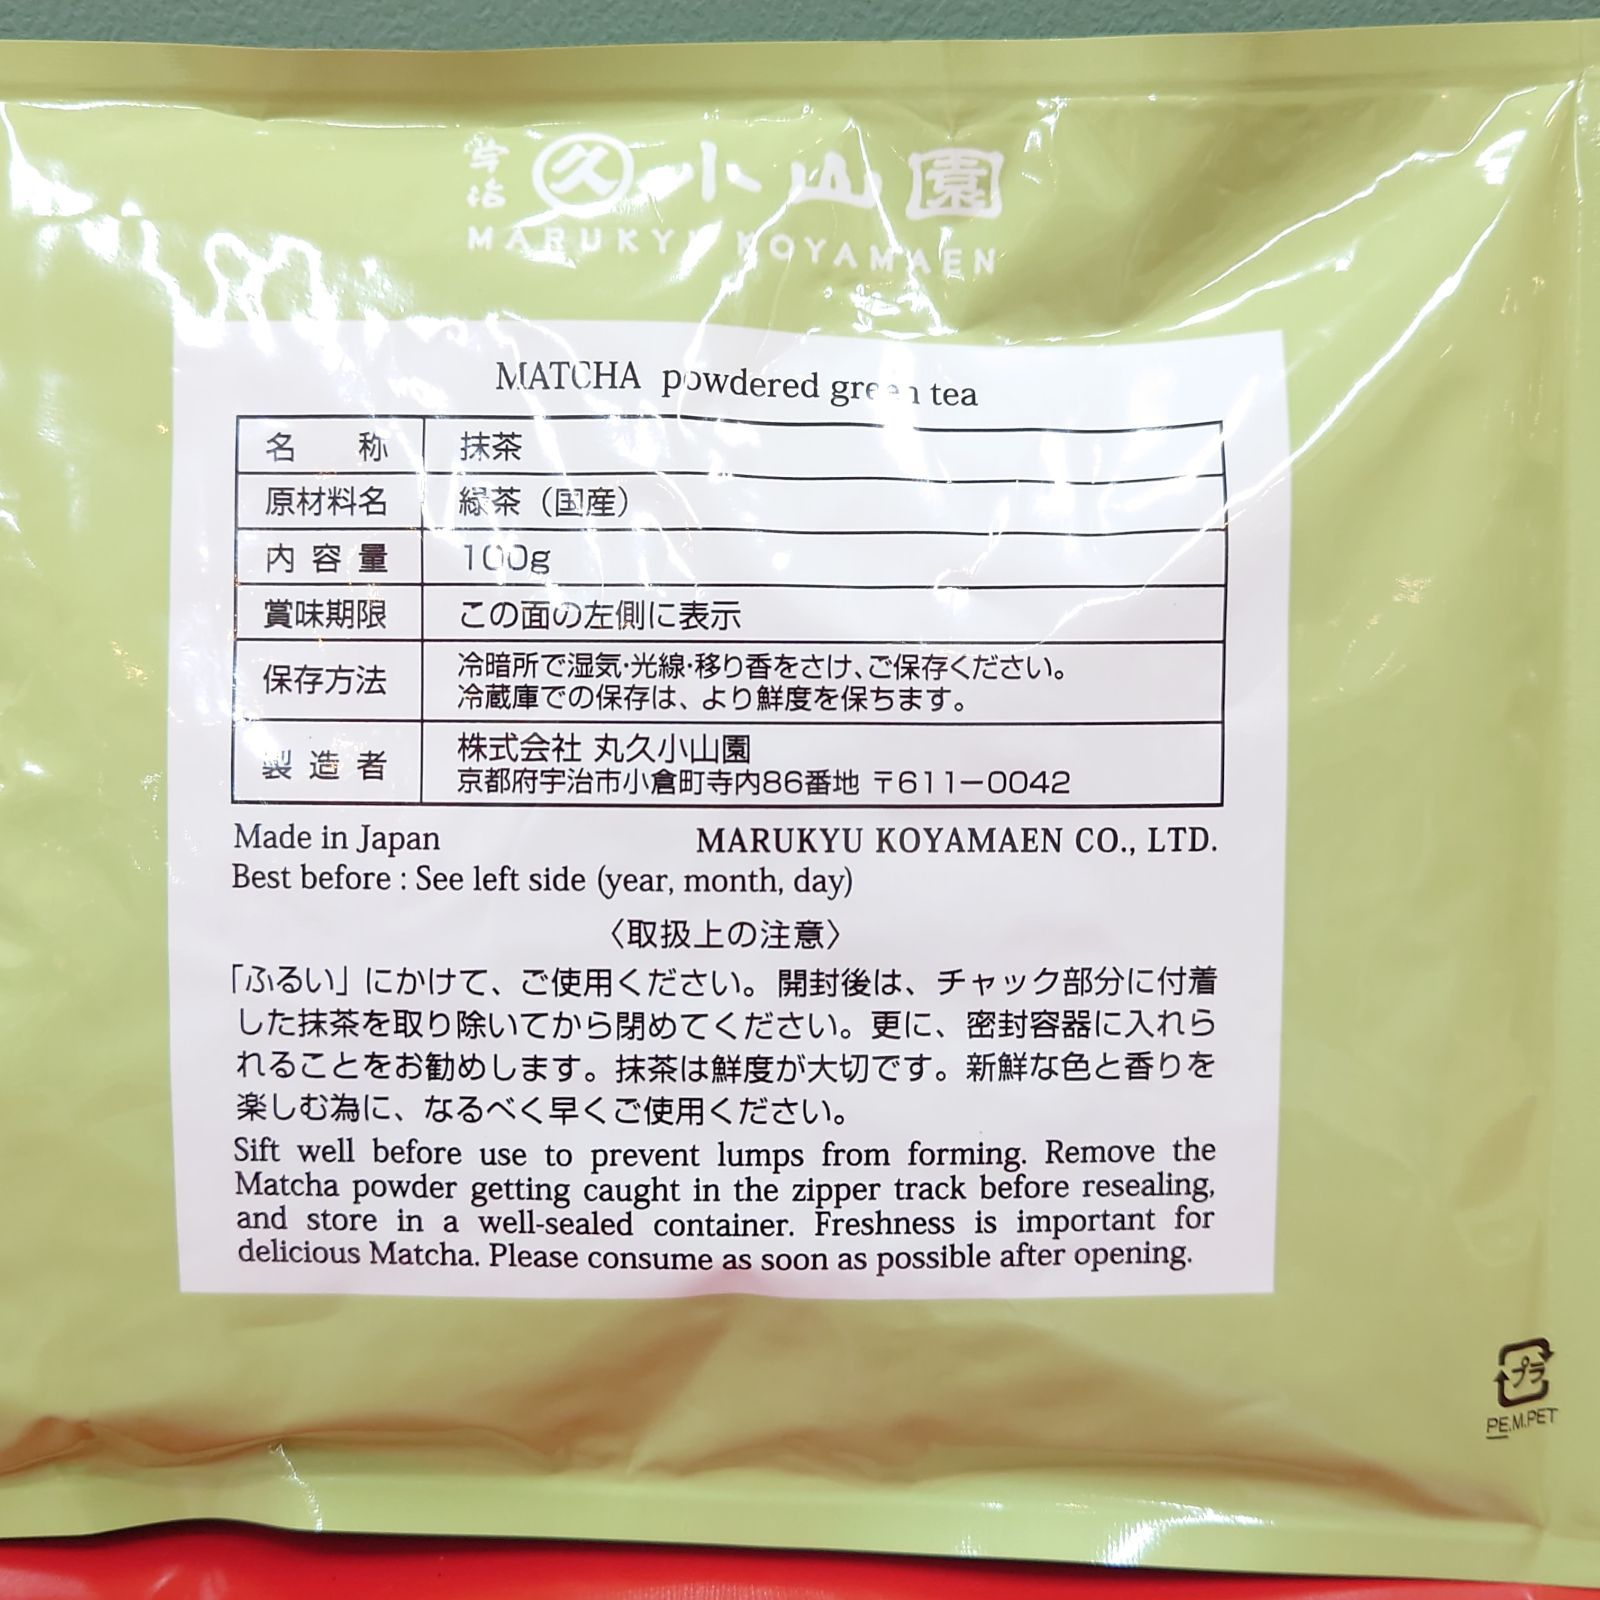 宇治 久 小山園
MARUKYU KOYAMAEN
MATCHA powdered green tea
名 称 抹茶
原材料名 緑茶（国産）
内容量 100g
賞味期限 この面の左側に表示
保存方法 冷暗所で湿気・光線・移り香をさけ、ご保存ください。
冷蔵庫での保存は、より鮮度を保ちます。
製造者 株式会社 丸久小山園
京都府宇治市小倉町寺内86番地 〒611−0042
Made in Japan MARUKYU KOYAMAEN CO., LTD.
Best before : See left side (year, month, day)
〈取扱上の注意〉
「ふるい」にかけて、ご使用ください。開封後は、チャック部分に付着
した抹茶を取り除いてから閉めてください。更に、密封容器に入れら
れることをお勧めします。抹茶は鮮度が大切です。新鮮な色と香りを
楽しむ為に、なるべく早くご使用ください。
Sift well before use to prevent lumps from forming. Remove the
Matcha powder getting caught in the zipper track before resealing,
and store in a well-sealed container. Freshness is important for
delicious Matcha. Please consume as soon as possible after opening.
プラ
PE,M,PET